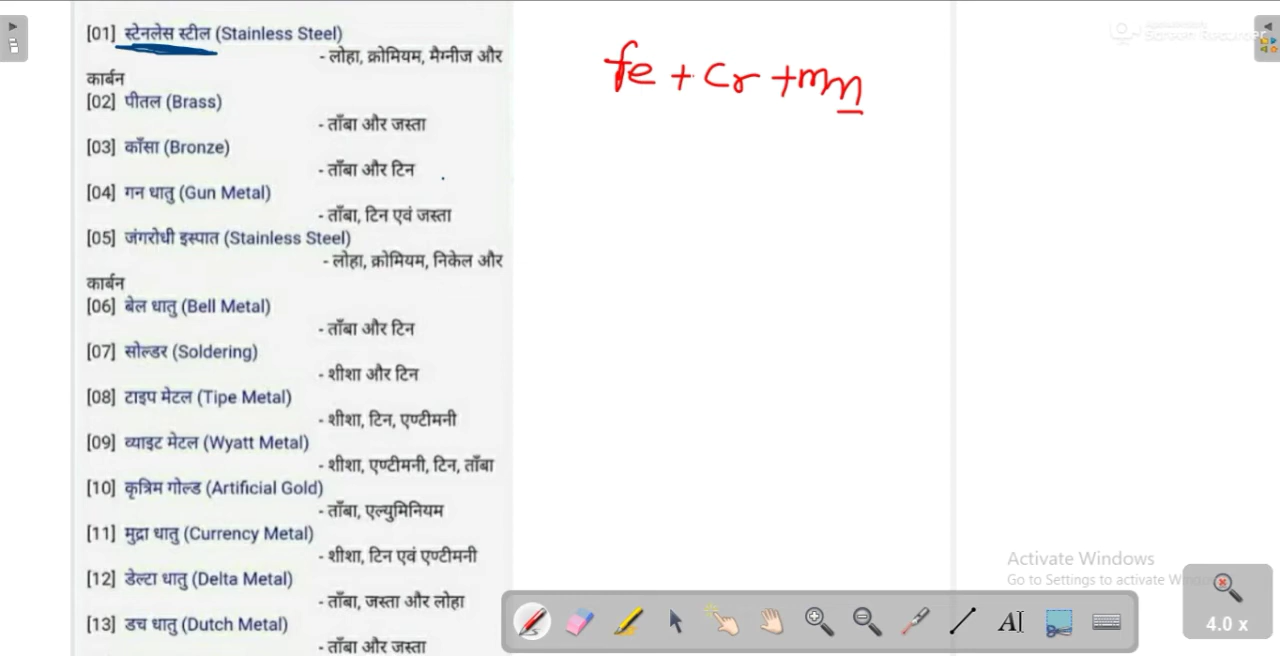 [01] स्टेनलेस स्टील (Stainless Steel)
- लोहा, क्रोमियम, मैग्नीज और
कार्बन
fe + Cr + mn
[02] पीतल (Brass)
- ताँबा और जस्ता
[03] काँसा (Bronze)
- ताँबा और टिन
[04] गन धातु (Gun Metal)
- ताँबा, टिन एवं जस्ता
[05] जंगरोधी इस्पात (Stainless Steel)
- लोहा, क्रोमियम, निकेल और
कार्बन
[06] बेल धातु (Bell Metal)
- ताँबा और टिन
[07] सोल्डर (Soldering)
- शीशा और टिन
[08] टाइप मेटल (Tipe Metal)
- शीशा, टिन, एण्टीमनी
[09] व्याइट मेटल (Wyatt Metal)
- शीशा, एण्टीमनी, टिन, ताँबा
[10] कृत्रिम गोल्ड (Artificial Gold)
- ताँबा, एल्युमिनियम
[11] मुद्रा धातु (Currency Metal)
- शीशा, टिन एवं एण्टीमनी
[12] डेल्टा धातु (Delta Metal)
- ताँबा, जस्ता और लोहा
[13] डच धातु (Dutch Metal)
- ताँबा और जस्ता
Screen Recorder
Activate Windows
Go to Settings to activate
AI
4.0 x